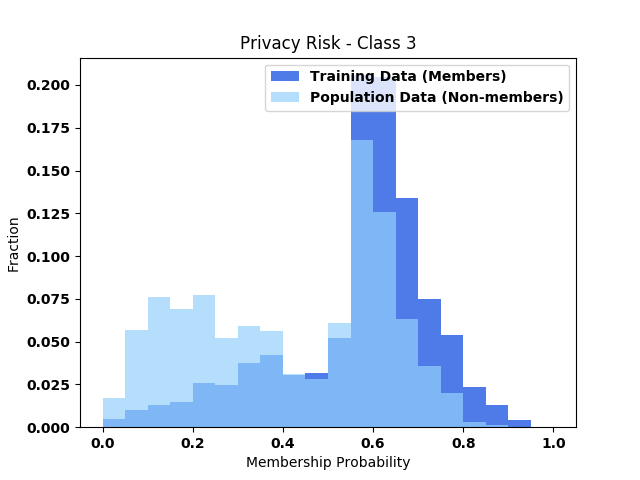 Privacy Risk - Class 3
Training Data (Members)
Population Data (Non-members)
0.200
0.175
0.150
0.125
0.100
0.075
0.050
0.025
0.000
Fraction
0.0 0.2 0.4 0.6 0.8 1.0
Membership Probability